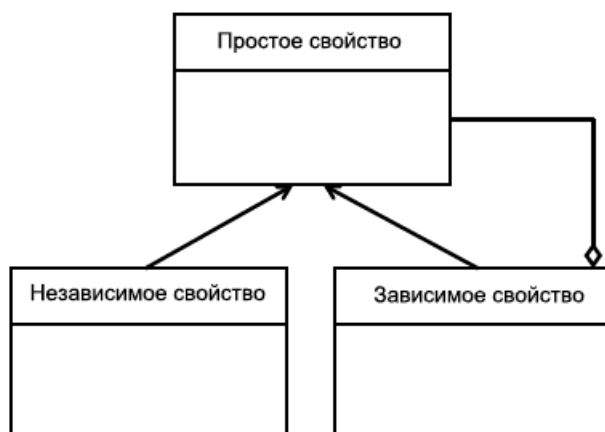 Простое свойство
Независимое свойство
Зависимое свойство